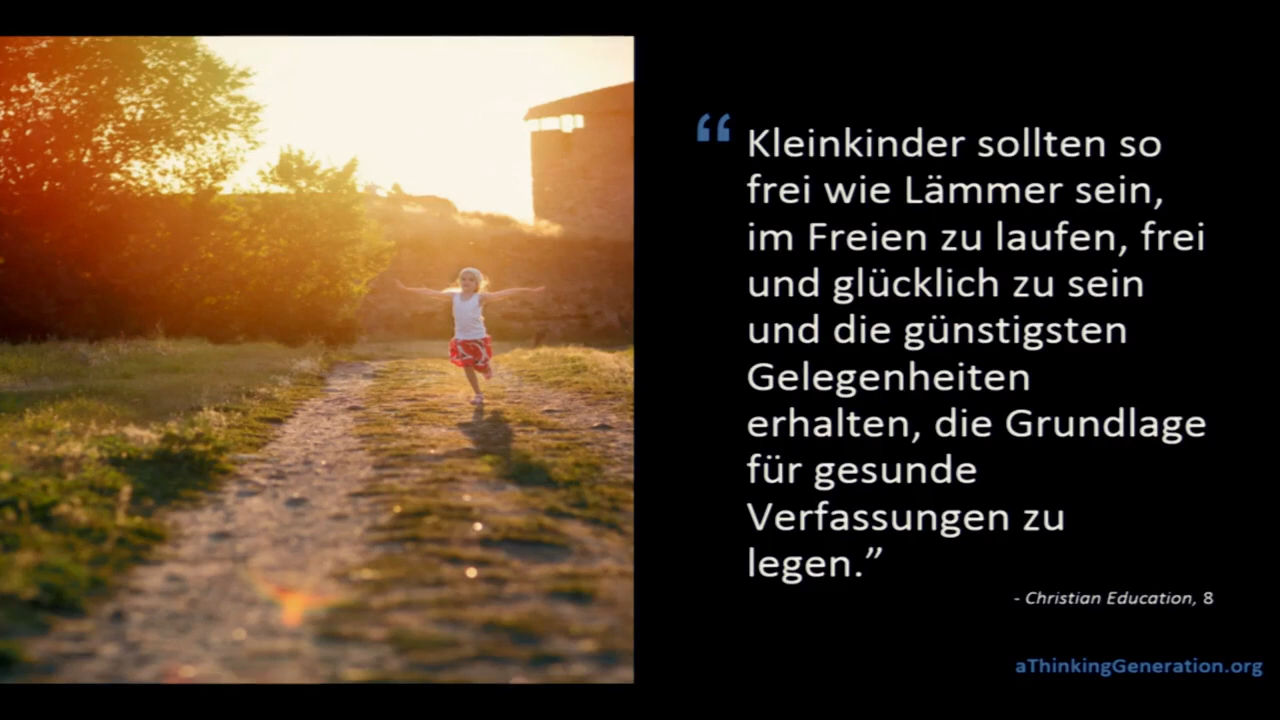 “Kleinkinder sollten so
frei wie Lämmer sein,
im Freien zu laufen, frei
und glücklich zu sein
und die günstigsten
Gelegenheiten
erhalten, die Grundlage
für gesunde
Verfassungen zu
legen.”
- Christian Education, 8
aThinkingGeneration.org